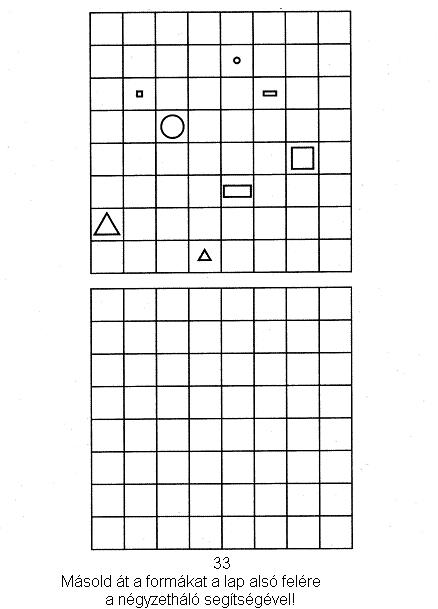 33
Másold át a formákat a lap alsó felére
a négyzetháló segítségével!